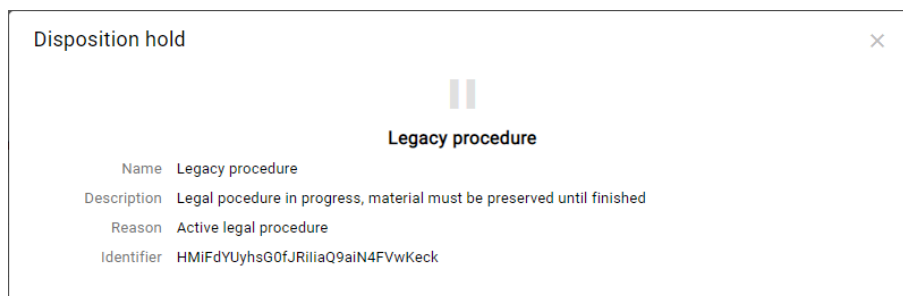 Disposition hold
Legacy procedure
Name Legacy procedure
Description Legal pocedure in progress, material must be preserved until finished
Reason Active legal procedure
Identifier HMiFdYUyhsG0fJRiIiaQ9aiN4FVwKeck